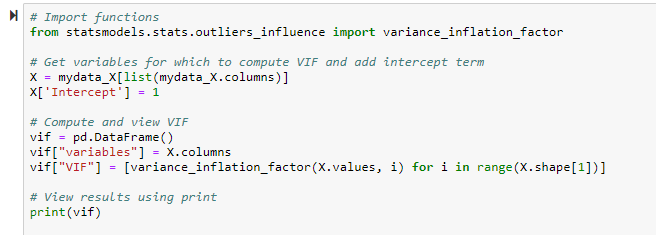 # Import functions
from statsmodels.stats.outliers_influence import variance_inflation_factor
# Get variables for which to compute VIF and add intercept term
X = mydata_X[list(mydata_X.columns)]
X['Intercept'] = 1
# Compute and view VIF
vif = pd.DataFrame()
vif["variables"] = X.columns
vif["VIF"] = [variance_inflation_factor(X.values, i) for i in range(X.shape[1])]
# View results using print
print(vif)